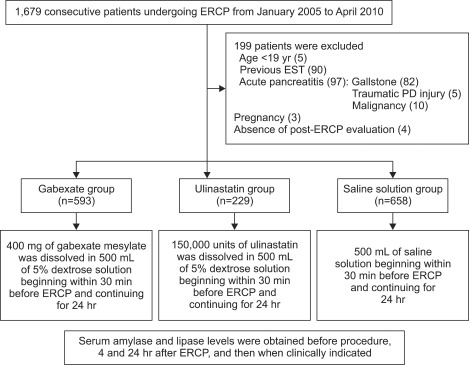 1,679 consecutive patients undergoing ERCP from January 2005 to April 2010
199 patients were excluded
Age <19 yr (5)
Previous EST (90)
Acute pancreatitis (97): Gallstone (82)
Traumatic PD injury (5)
Malignancy (10)
Pregnancy (3)
Absence of post-ERCP evaluation (4)
Gabexate group
(n=593)
Ulinastatin group
(n=229)
Saline solution group
(n=658)
400 mg of gabexate mesylate
was dissolved in 500 mL
of 5% dextrose solution
beginning within 30 min
before ERCP and continuing
for 24 hr
150,000 units of ulinastatin
was dissolved in 500 mL
of 5% dextrose solution
beginning within 30 min
before ERCP and
continuing for 24 hr
500 mL of saline
solution beginning within
30 min before ERCP
and continuing for
24 hr
Serum amylase and lipase levels were obtained before procedure,
4 and 24 hr after ERCP, and then when clinically indicated